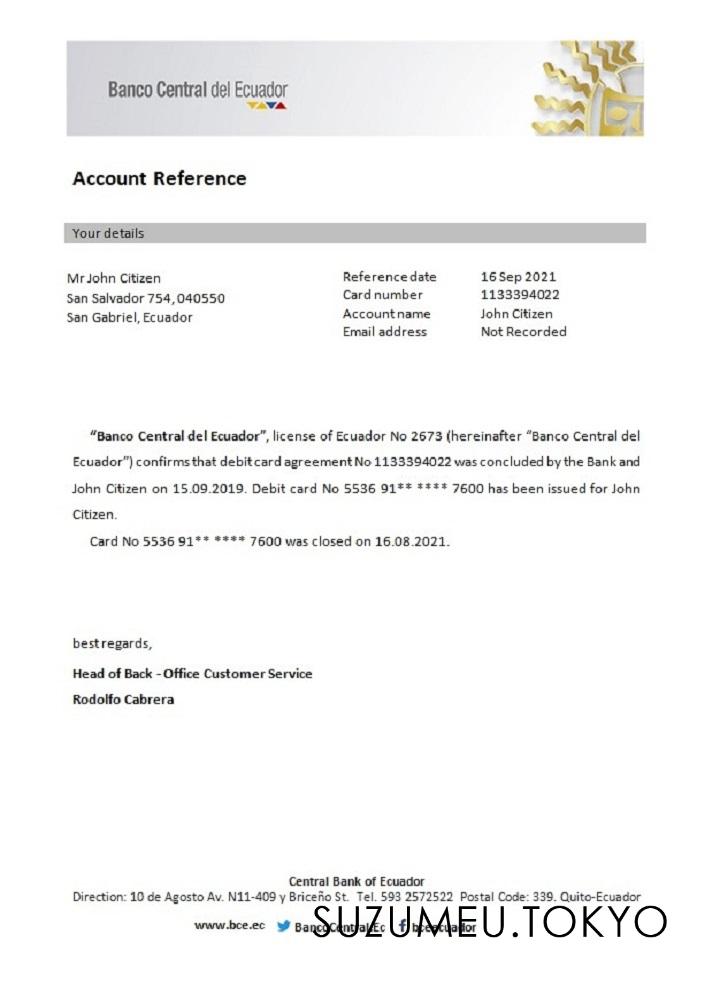 Banco Central del Ecuador
Account Reference
Your details
Mr John Citizen
San Salvador 754, 040550
San Gabriel, Ecuador
Reference date 16 Sep 2021
Card number 1133394022
Account name John Citizen
Email address Not Recorded
“Banco Central del Ecuador”, license of Ecuador No 2673 (hereinafter “Banco Central del
Ecuador”) confirms that debit card agreement No 1133394022 was concluded by the Bank and
John Citizen on 15.09.2019. Debit card No 5536 91** **** 7600 has been issued for John
Citizen.
Card No 5536 91** **** 7600 was closed on 16.08.2021.
best regards,
Head of Back - Office Customer Service
Rodolfo Cabrera
Central Bank of Ecuador
Direction: 10 de Agosto Av. N11-409 y Briceño St. Tel. 593 2572522 Postal Code: 339. Quito-Ecuador
www.bce.ec BancoCentral_Ec bcecuador
SUZUMEU.TOKYO